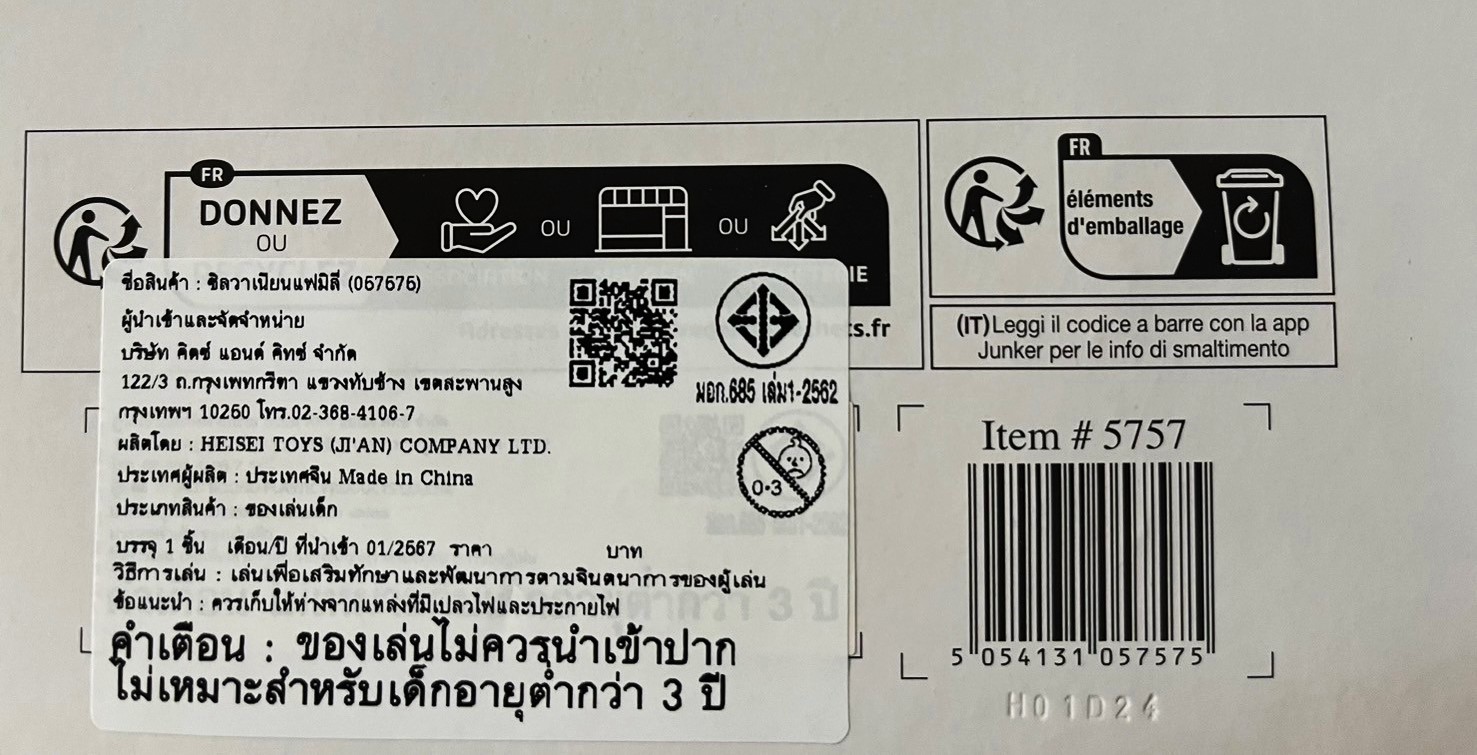 FR
DONNEZ
OU
OU
OU
IE
ts.fr
FR
éléments
d'emballage
(IT)Leggi il codice a barre con la app
Junker per le info di smaltimento
ชื่อสินค้า : ซิลวาเนียนแฟมิลี่ (057575)
ผู้นำเข้าและจัดจำหน่าย
บริษัท คิดซ์ แอนด์ คิทซ์ จำกัด
122/3 ถ.กรุงเทพกรีฑา แขวงทับช้าง เขตสะพานสูง
กรุงเทพฯ 10250 โทร.02-368-4106-7
ผลิตโดย : HEISEI TOYS (JI'AN) COMPANY LTD.
ประเทศผู้ผลิต : ประเทศจีน Made in China
ประเภทสินค้า : ของเล่นเด็ก
บรรจุ 1 ชิ้น เดือน/ปี ที่นำเข้า 01/2567 ราคา บาท
วิธีการเล่น : เล่นเพื่อเสริมทักษาและพัฒนาการตามจินตนาการของผู้เล่น
ข้อแนะนำ : ควรเก็บให้ห่างจากแหล่งที่มีเปลวไฟและประกายไฟ
คำเตือน : ของเล่นไม่ควรนำเข้าปาก
ไม่เหมาะสำหรับเด็กอายุต่ำกว่า 3 ปี
มอก.685 เล่ม1-2562
0-3
Item # 5757
5 054131 057575
H01D24